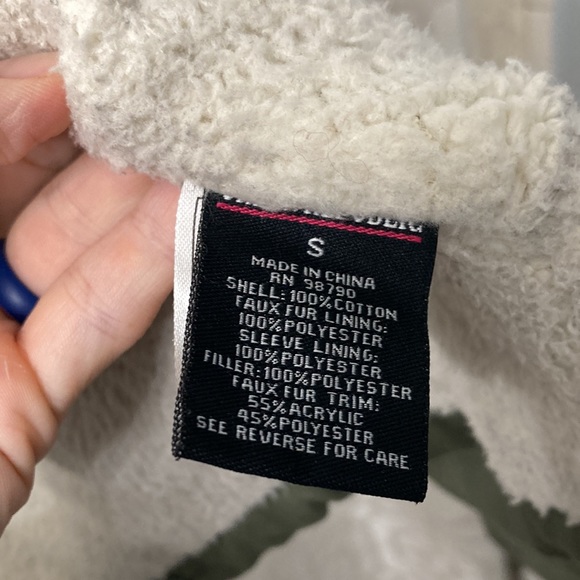 S
MADE IN CHINA
RN 98790
SHELL:100%COTTON
FAUX FUR LINING:
100%POLYESTER
SLEEVE LINING:
100%POLYESTER
FILLER:100%POLYESTER
FAUX FUR TRIM:
55%ACRYLIC
45%POLYESTER
SEE REVERSE FOR CARE